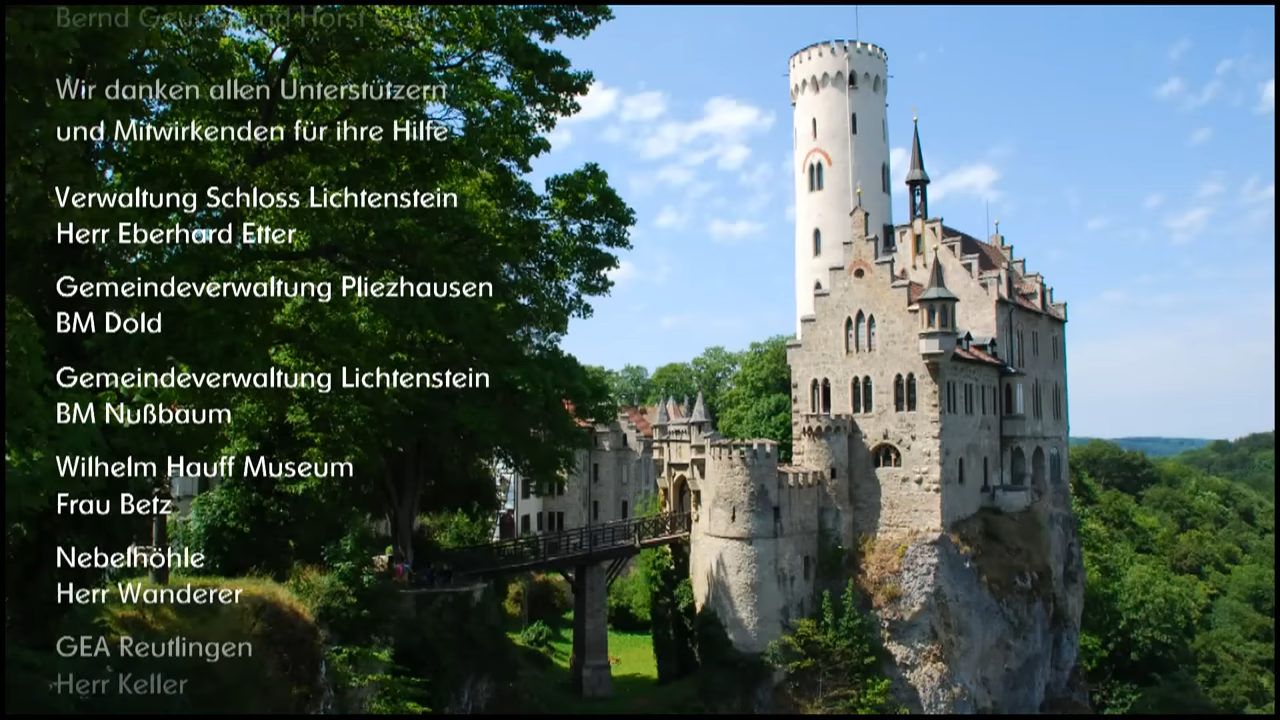 Wir danken allen Unterstützern
und Mitwirkenden für ihre Hilfe
Verwaltung Schloss Lichtenstein
Herr Eberhard Etter
Gemeindeverwaltung Pliezhausen
BM Dold
Gemeindeverwaltung Lichtenstein
BM Nußbaum
Wilhelm Hauff Museum
Frau Betz
Nebelhöhle
Herr Wanderer
GEA Reutlingen
Herr Keller